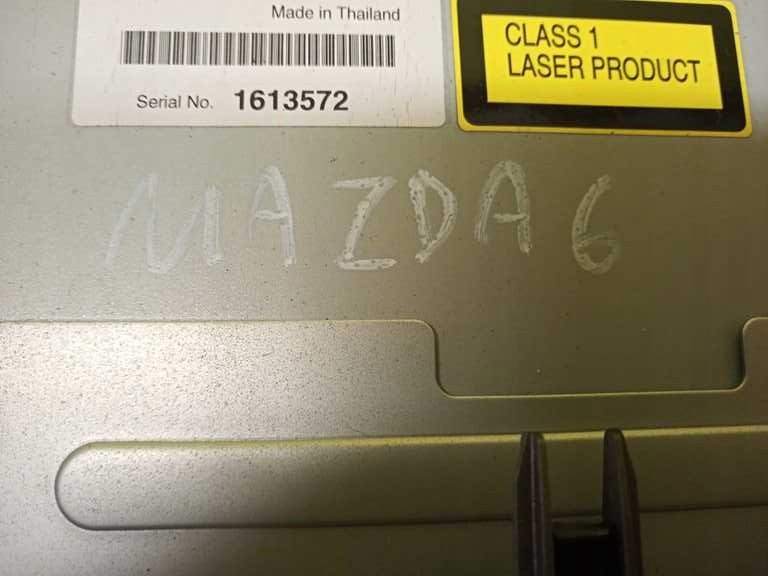 Made in Thailand
Serial No. 1613572
CLASS 1
LASER PRODUCT
MAZDA 6